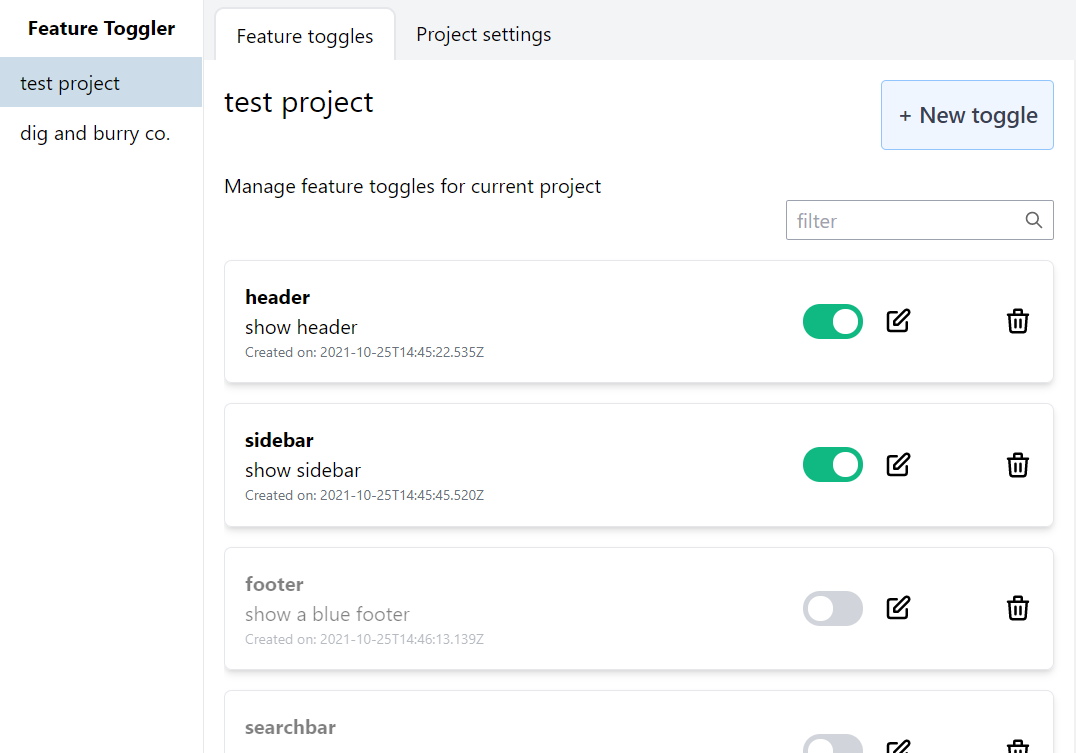 Feature Toggler
test project
dig and burry co.
Feature toggles
Project settings
test project
+ New toggle
Manage feature toggles for current project
filter
header
show header
Created on: 2021-10-25T14:45:22.535Z
sidebar
show sidebar
Created on: 2021-10-25T14:45:45.520Z
footer
show a blue footer
Created on: 2021-10-25T14:46:13.139Z
searchbar